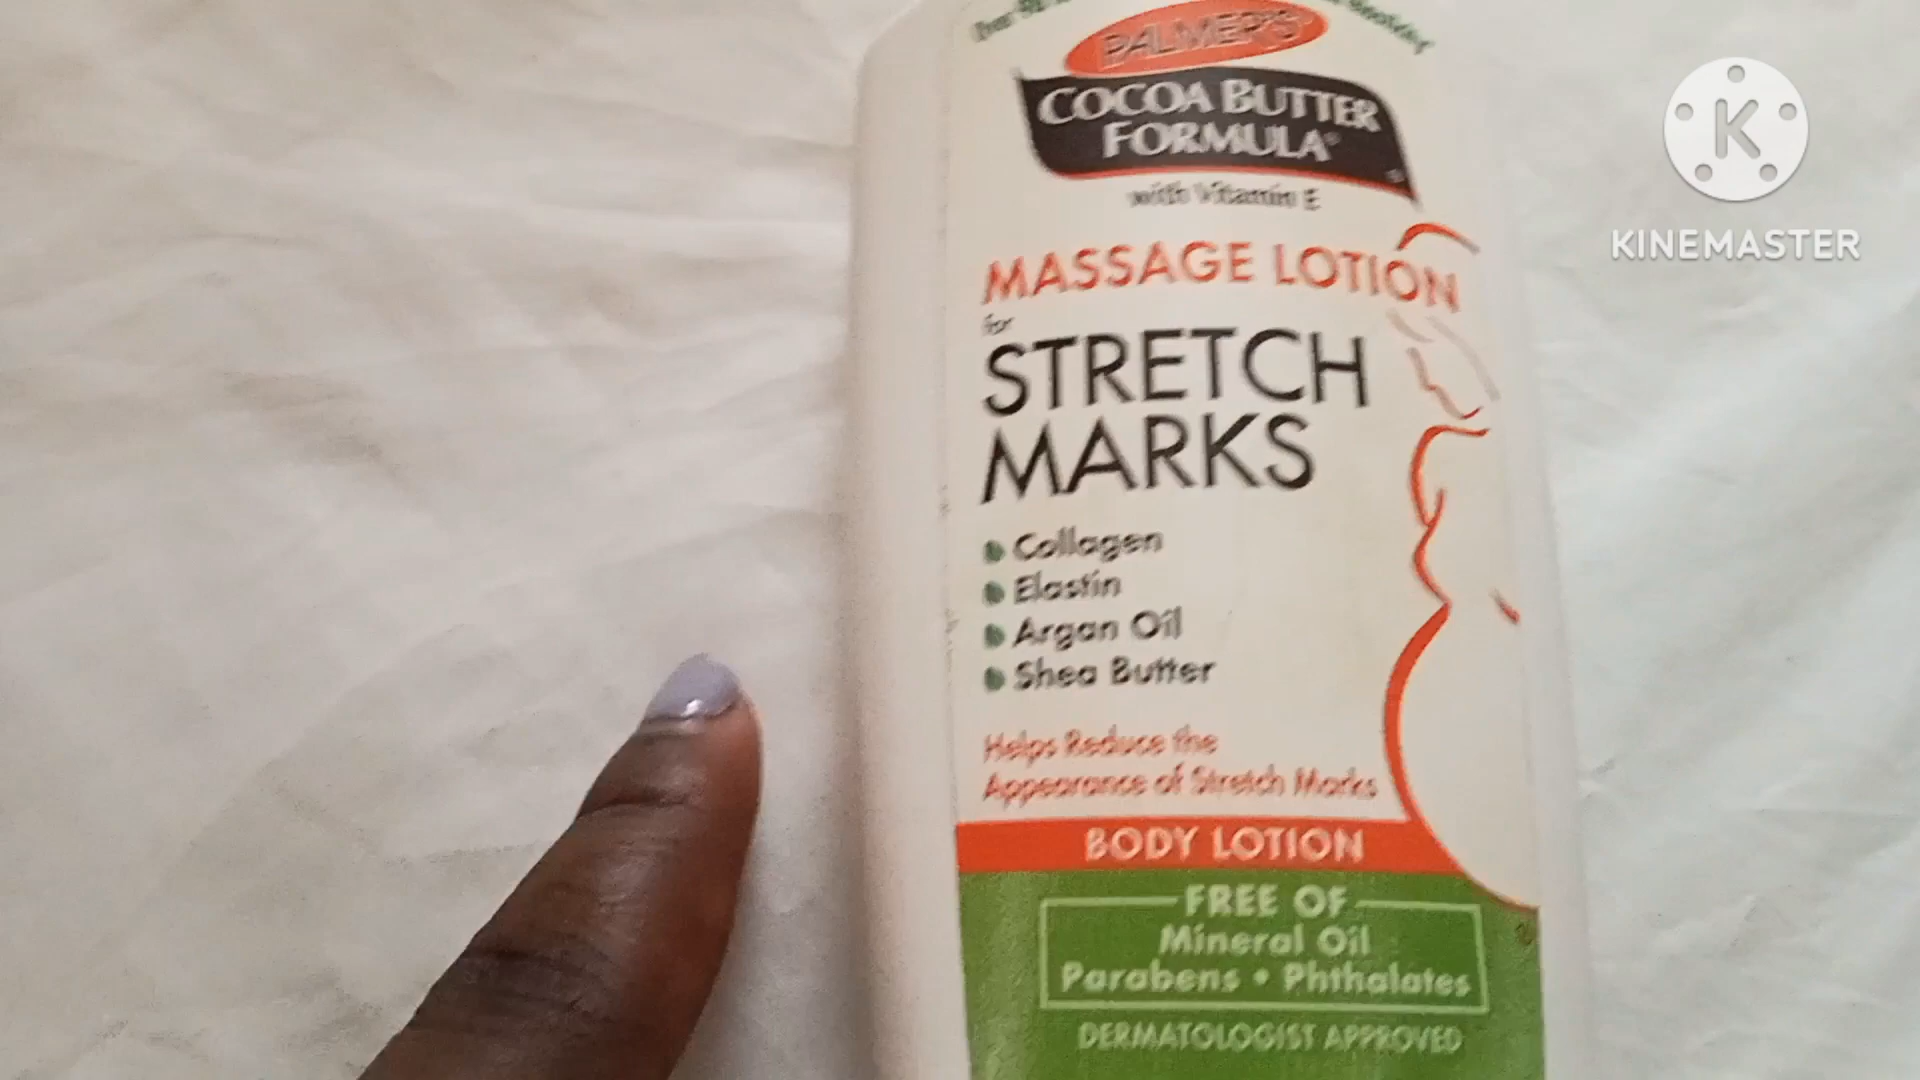 PALMER'S
COCOA BUTTER
FORMULA®
with Vitamin E
MASSAGE LOTION
for
STRETCH
MARKS
Collagen
Elastin
Argan Oil
Shea Butter
Helps Reduce the
Appearance of Stretch Marks
BODY LOTION
FREE OF
Mineral Oil
Parabens • Phthalates
DERMATOLOGIST APPROVED
K
KINEMASTER